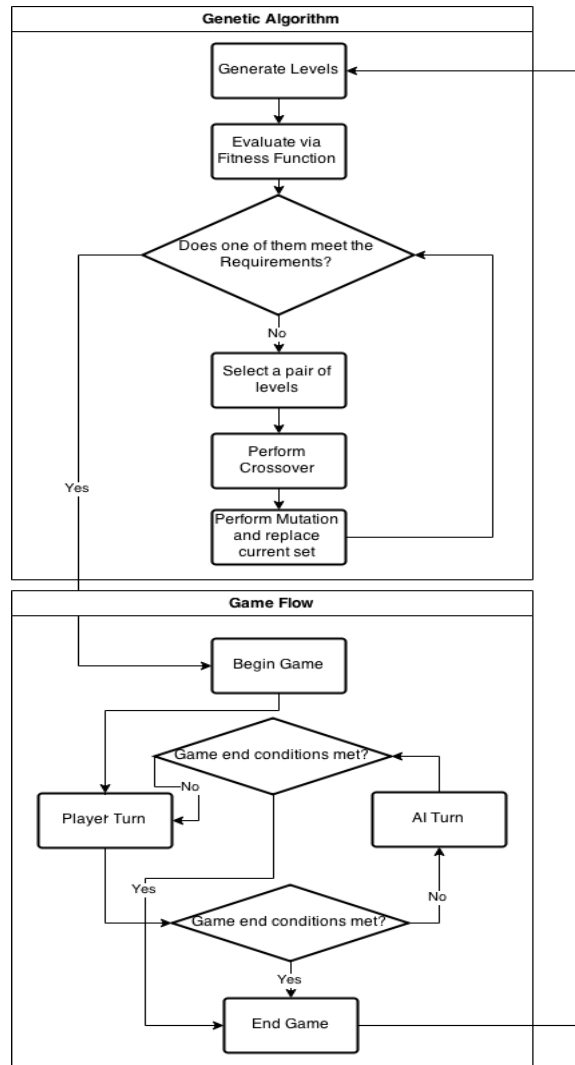 Genetic Algorithm
Generate Levels
Evaluate via
Fitness Function
Does one of them meet the
Requirements?
No
Select a pair of
levels
Perform
Crossover
Yes
Perform Mutation
and replace
current set
Game Flow
Begin Game
Game end conditions met?
No
Player Turn
AI Turn
Yes
Game end conditions met?
No
Yes
End Game